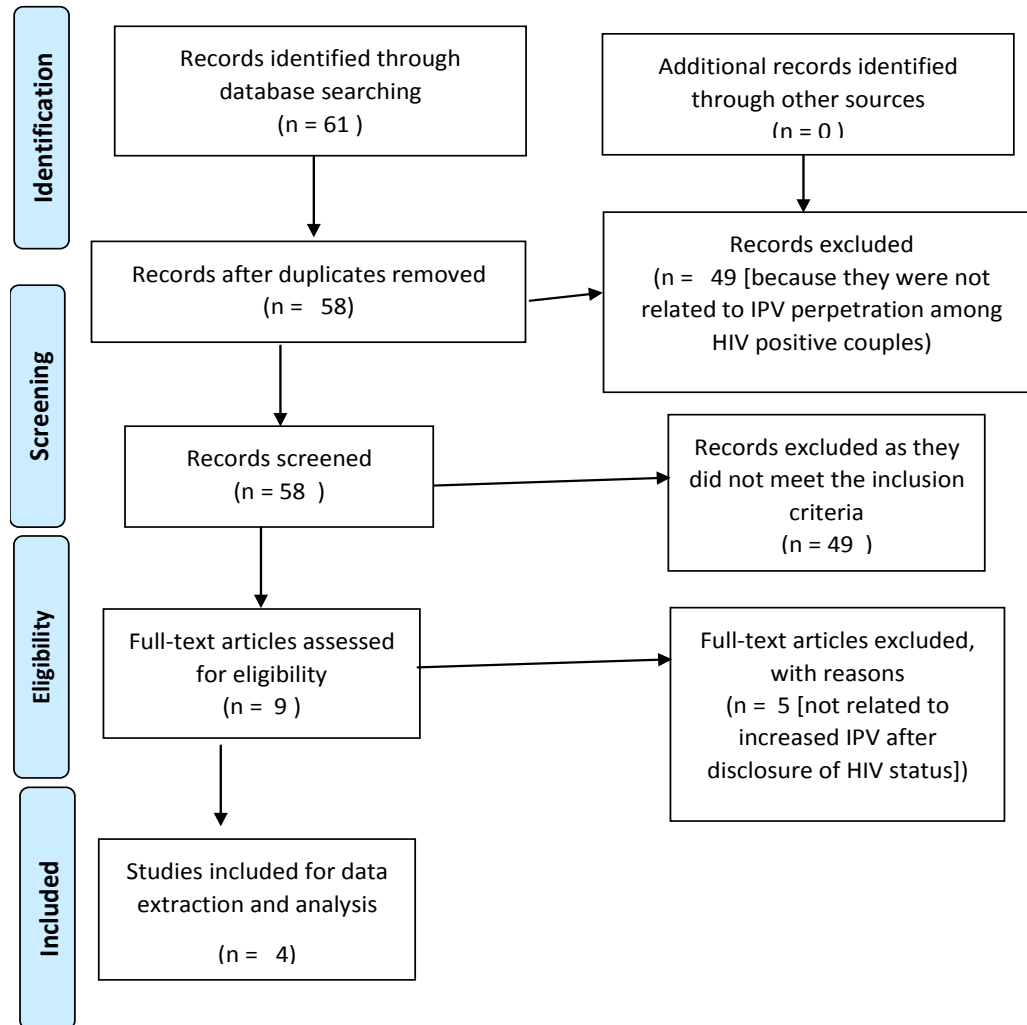 Identification
Records identified through
database searching
(n = 61 )
Additional records identified
through other sources
(n = 0 )
Records after duplicates removed
(n = 58)
Records excluded
(n = 49 [because they were not
related to IPV perpetration among
HIV positive couples)
Screening
Records screened
(n = 58 )
Records excluded as they
did not meet the inclusion
criteria
(n = 49 )
Eligibility
Full-text articles assessed
for eligibility
(n = 9 )
Full-text articles excluded,
with reasons
(n = 5 [not related to
increased IPV after
disclosure of HIV status])
Included
Studies included for data
extraction and analysis
(n = 4)